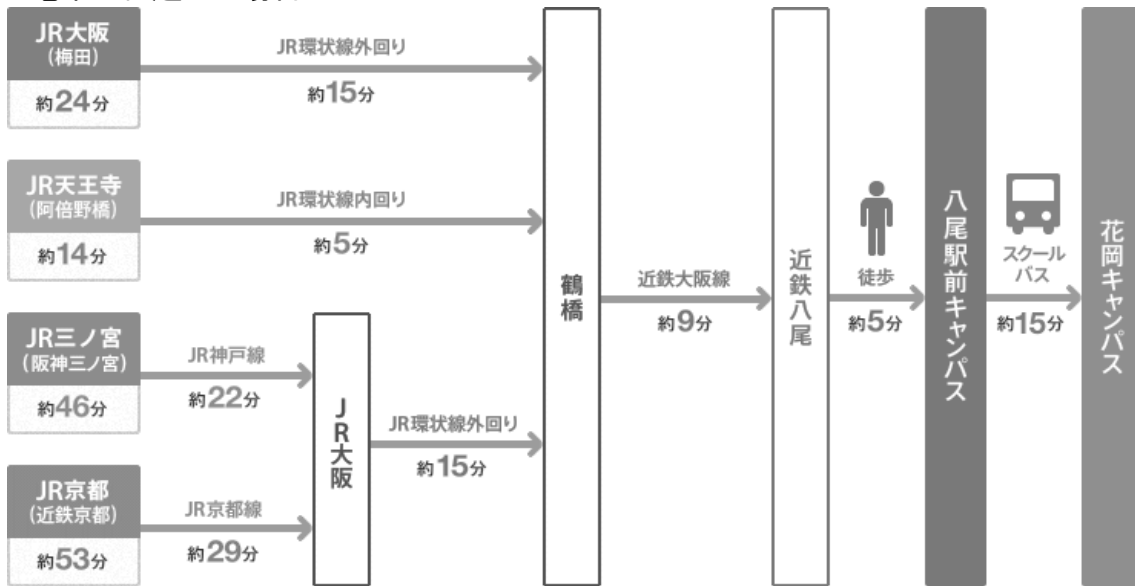 JR大阪
(梅田)
約24分
JR環状線外回り
約15分
JR天王寺
(阿倍野橋)
約14分
JR環状線内回り
約5分
JR三ノ宮
(阪神三ノ宮)
約46分
JR神戸線
約22分
JR京都
(近鉄京都)
約53分
JR京都線
約29分
JR大阪
JR環状線外回り
約15分
鶴橋
近鉄大阪線
約9分
近鉄八尾
徒歩
約5分
八尾駅前キャンパス
スクール
バス
約15分
花岡キャンパス